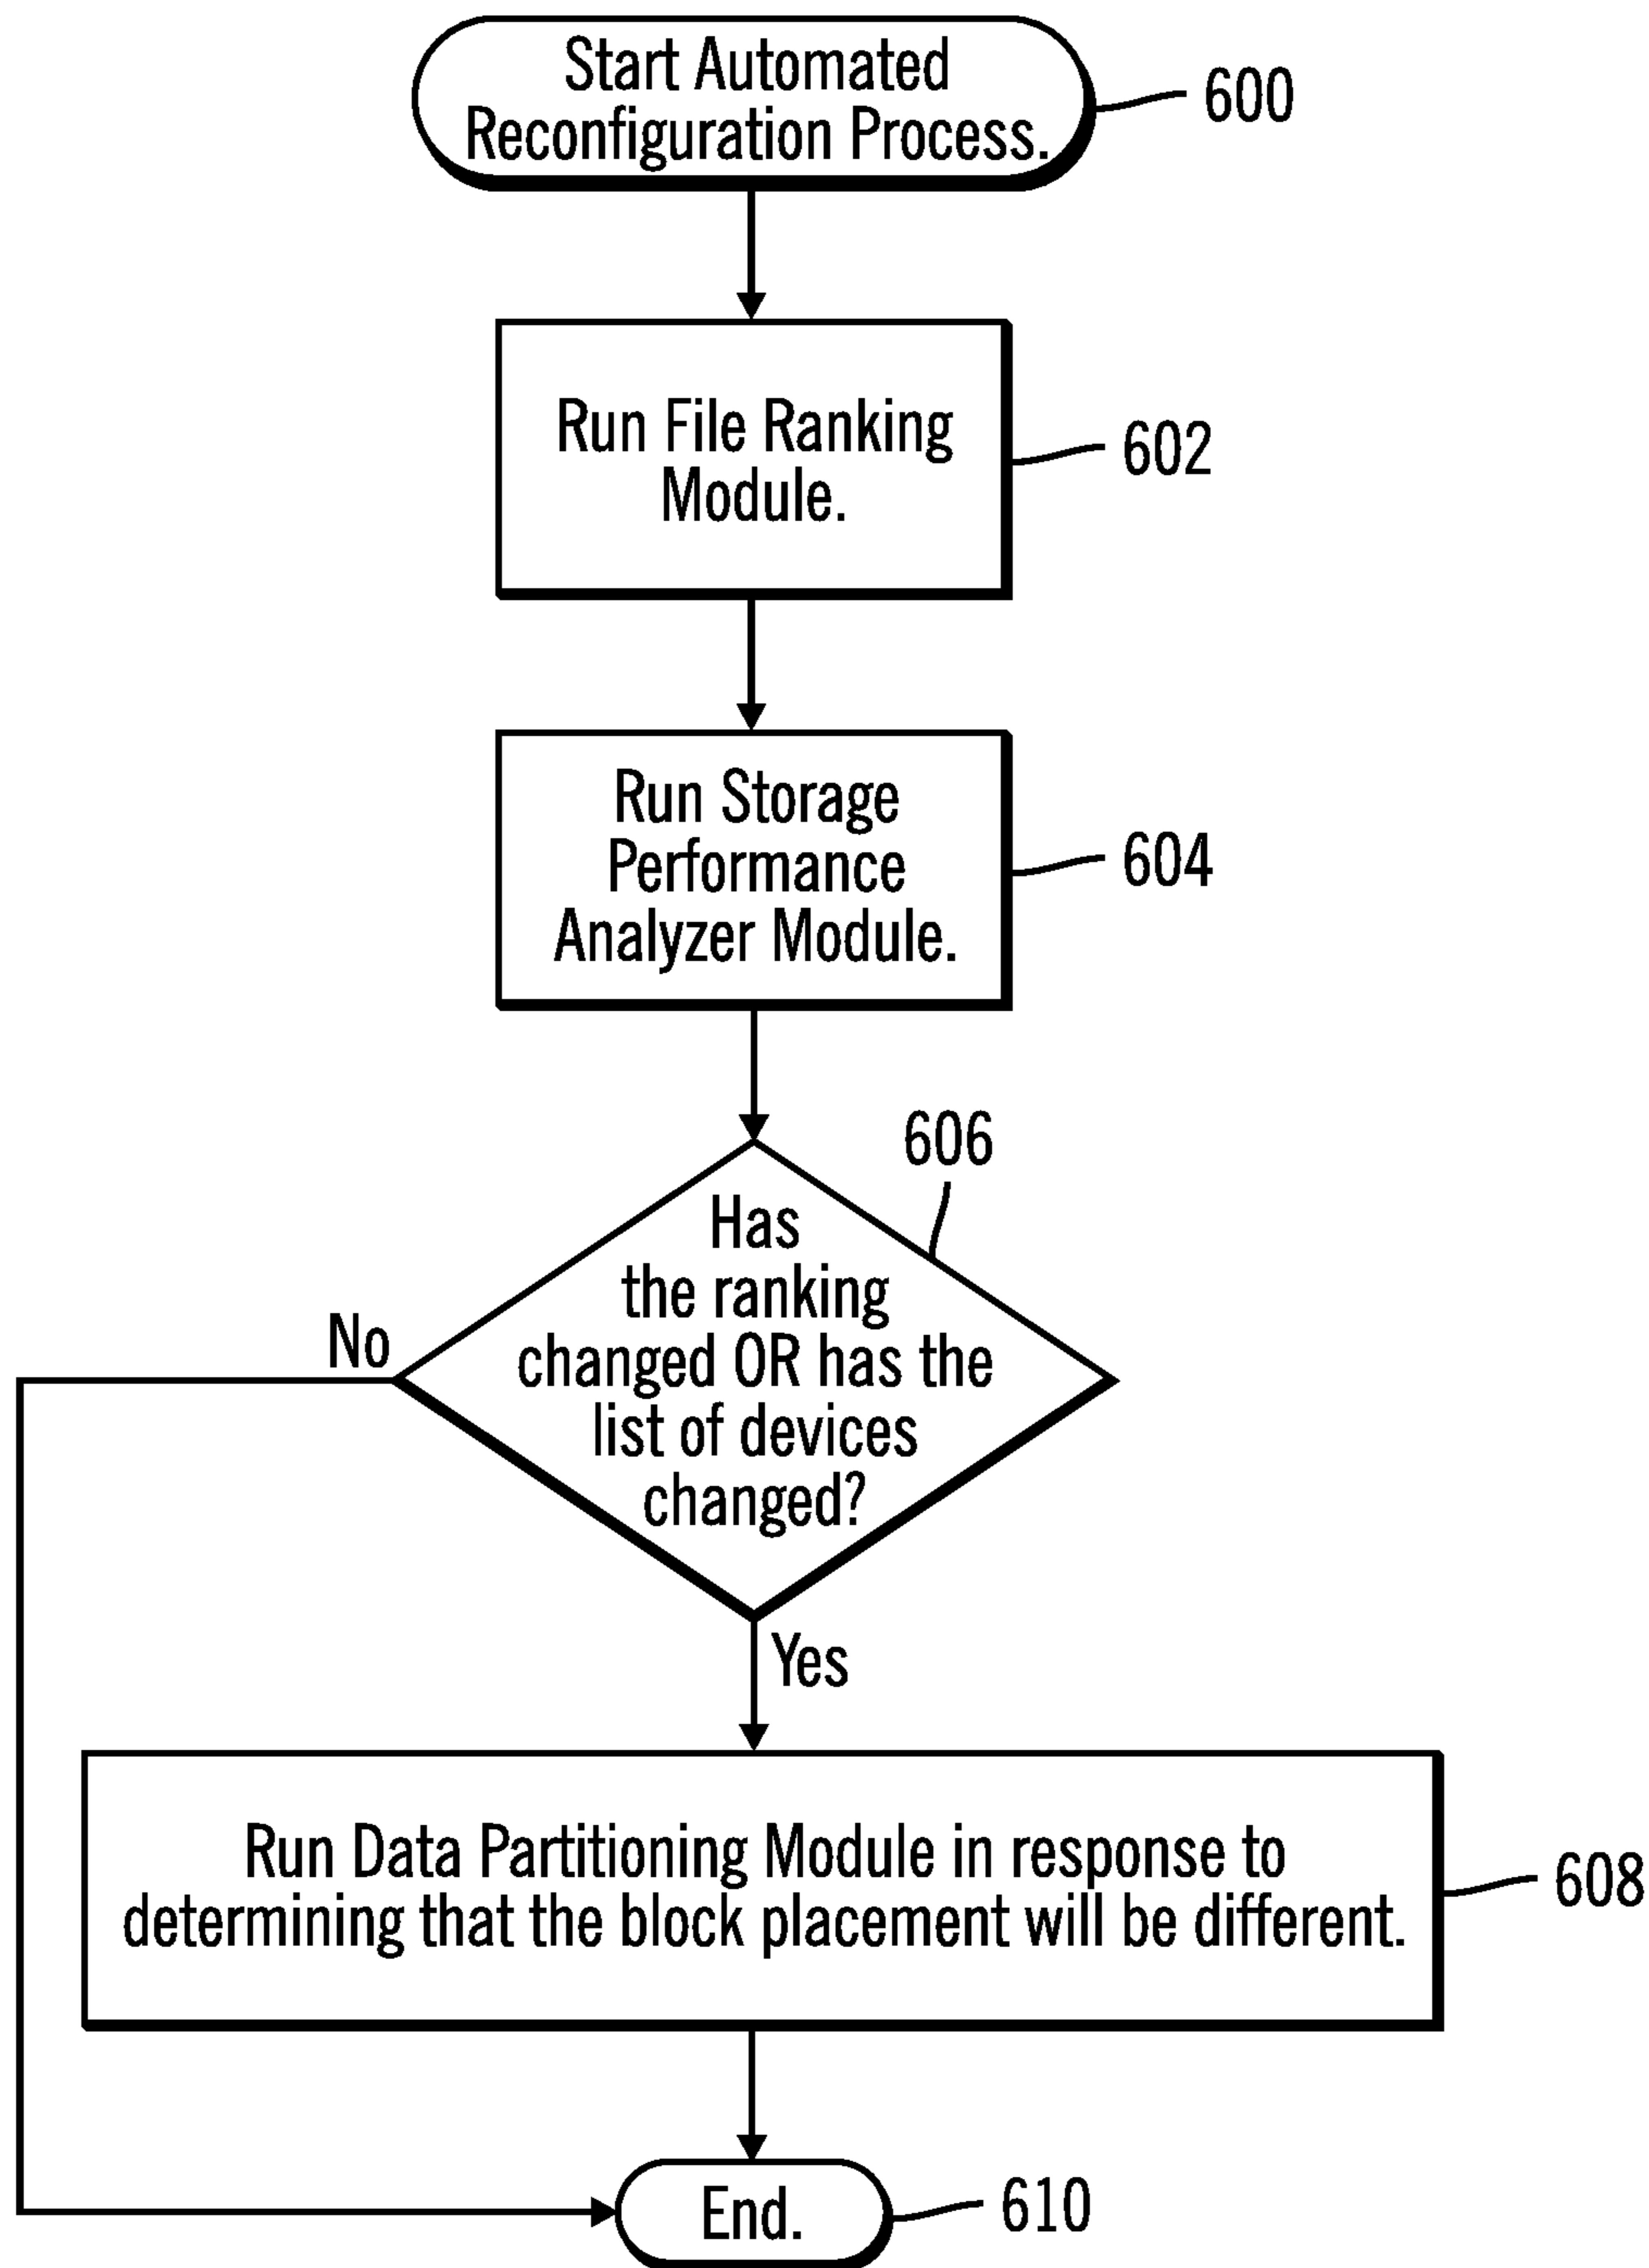 Start Automated
Reconfiguration Process.
600
Run File Ranking
Module.
602
Run Storage
Performance
Analyzer Module.
604
606
Has
the ranking
changed OR has the
list of devices
changed?
No
Yes
Run Data Partitioning Module in response to
determining that the block placement will be different.
608
End.
610